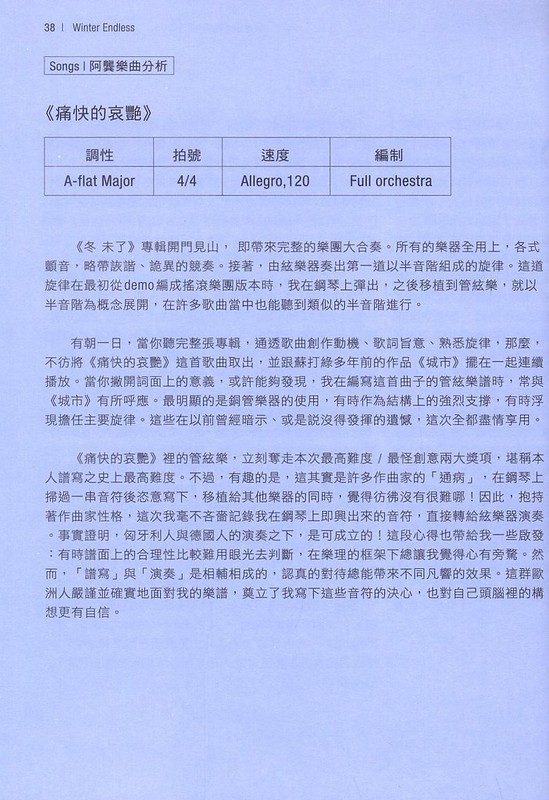 38 | Winter Endless
Songs | 阿龔樂曲分析
《痛快的哀艷》
調性 拍號 速度 編制
A-flat Major 4/4 Allegro,120 Full orchestra
《冬 未了》專輯開門見山， 即帶來完整的樂團大合奏。所有的樂器全用上，各式
顫音，略帶詼諧、詭異的競奏。接著，由絃樂器奏出第一道以半音階組成的旋律。這道
旋律在最初從demo編成搖滾樂團版本時，我在鋼琴上彈出，之後移植到管絃樂，就以
半音階為概念展開，在許多歌曲當中也能聽到類似的半音階進行。
有朝一日，當你聽完整張專輯，通透歌曲創作動機、歌詞旨意、熟悉旋律，那麼，
不彷將《痛快的哀艷》這首歌曲取出，並跟蘇打綠多年前的作品《城市》擺在一起連續
播放。當你撇開詞面上的意義，或許能夠發現，我在編寫這首曲子的管絃樂譜時，常與
《城市》有所呼應。最明顯的是銅管樂器的使用，有時作為結構上的強烈支撐，有時浮
現擔任主要旋律。這些在以前曾經暗示、或是說沒得發揮的遺憾，這次全都盡情享用。
《痛快的哀艷》裡的管絃樂，立刻奪走本次最高難度 / 最怪創意兩大獎項，堪稱本
人譜寫之史上最高難度。不過，有趣的是，這其實是許多作曲家的「通病」，在鋼琴上
掃過一串音符後恣意寫下，移植給其他樂器的同時，覺得彷彿沒有很難哪！因此，抱持
著作曲家性格，這次我毫不吝嗇記錄我在鋼琴上即興出來的音符，直接轉給絃樂器演奏
。事實證明，匈牙利人與德國人的演奏之下，是可成立的！這段心得也帶給我一些啟發
：有時譜面上的合理性比較難用眼光去判斷，在樂理的框架下總讓我覺得心有旁騖。然
而，「譜寫」與「演奏」是相輔相成的，認真的對待總能帶來不同凡響的效果。這群歐
洲人嚴謹並確實地面對我的樂譜，奠立了我寫下這些音符的決心，也對自己頭腦裡的構
想更有自信。